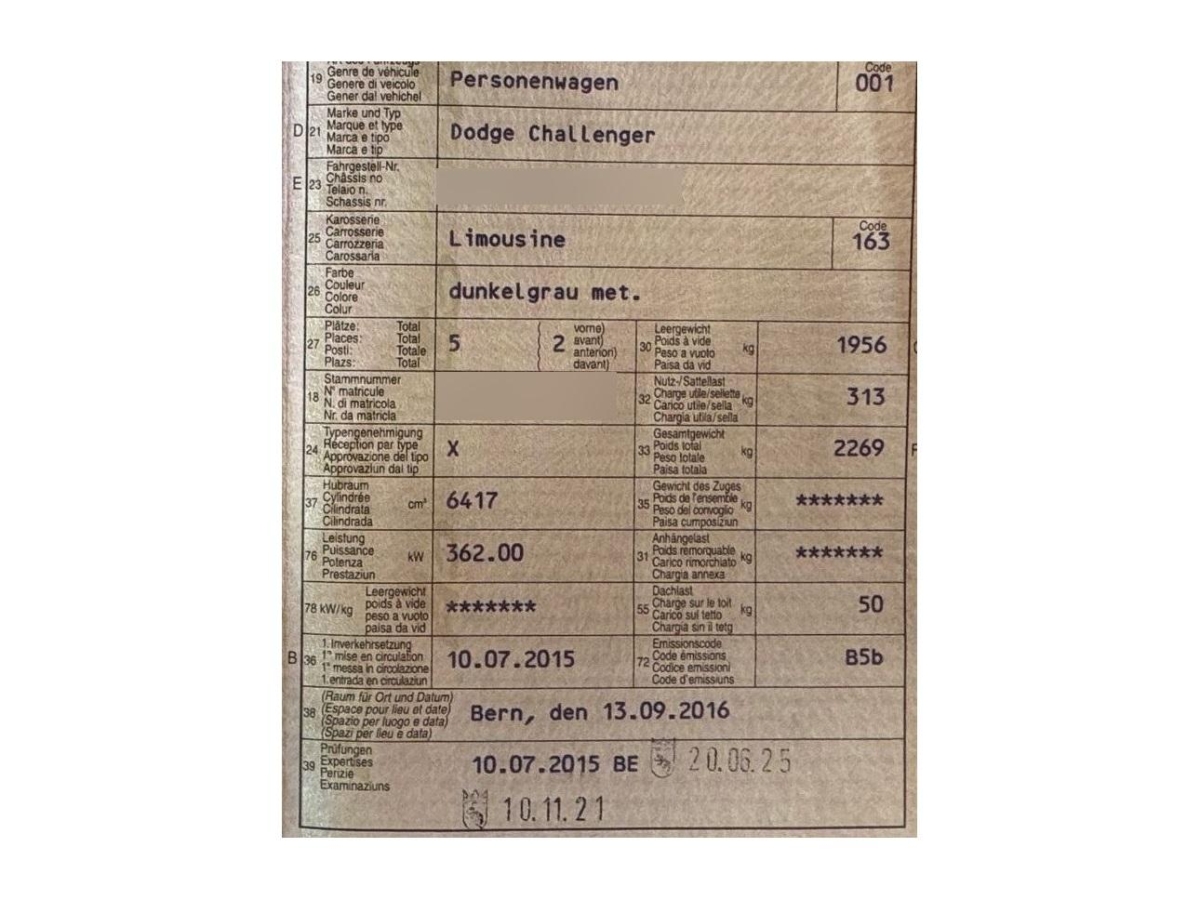 Art des Fahrzeugs
19 Genre de véhicule Personenwagen Code 001
Genere di veicolo
Gener dal vehichel
Marke und Typ
D 21 Marque et type Dodge Challenger
Marca e tipo
Marca e tip
Fahrgestell-Nr.
E 23 Châssis no
Telaio n.
Schassis nr.
Karosserie
25 Carrosserie Limousine Code 163
Carrozzeria
Carossaria
Farbe
26 Couleur dunkelgrau met.
Colore
Colur
27 Plätze: Total 5 ( 2 vorne)
Places: Total avant)
Posti: Totale anteriori)
Plazs: Total davant)
30 Leergewicht kg 1956
Poids à vide
Peso a vuoto
Paisa da vid
18 Stammnummer
N° matricule
N. di matricola
Nr. da matricla
32 Nutz-/Sattellast kg 313
Charge utile/sellette
Carico utile/sella
Chargia utila/sella
24 Typengenehmigung X
Réception par type
Approvazione del tipo
Approvaziun dal tip
33 Gesamtgewicht kg 2269
Poids total
Peso totale
Paisa totala
F
37 Hubraum cm³ 6417
Cylindrée
Cilindrata
Cilindrada
35 Gewicht des Zuges kg *******
Poids de l'ensemble
Peso del convoglio
Paisa cumposiziun
76 Leistung kW 362.00
Puissance
Potenza
Prestaziun
31 Anhängelast kg *******
Poids remorquable
Carico rimorchiato
Chargia annexa
78 kW/kg Leergewicht *******
poids à vide
peso a vuoto
paisa da vid
55 Dachlast kg 50
Charge sur le toit
Carico sul tetto
Chargia sin il tetg
B 36 1. Inverkehrsetzung 10.07.2015
1re mise en circulation
1a messa in circolazione
1. entrada en circulaziun
72 Emissionscode B5b
Code émissions
Codice emissioni
Code d'emissiuns
38 (Raum für Ort und Datum) Bern, den 13.09.2016
(Espace pour lieu et date)
(Spazio per luogo e data)
(Spazi per lieu e data)
39 Prüfungen 10.07.2015 BE 20.06.25
Expertises
Perizie
Examinaziuns
10.11.21